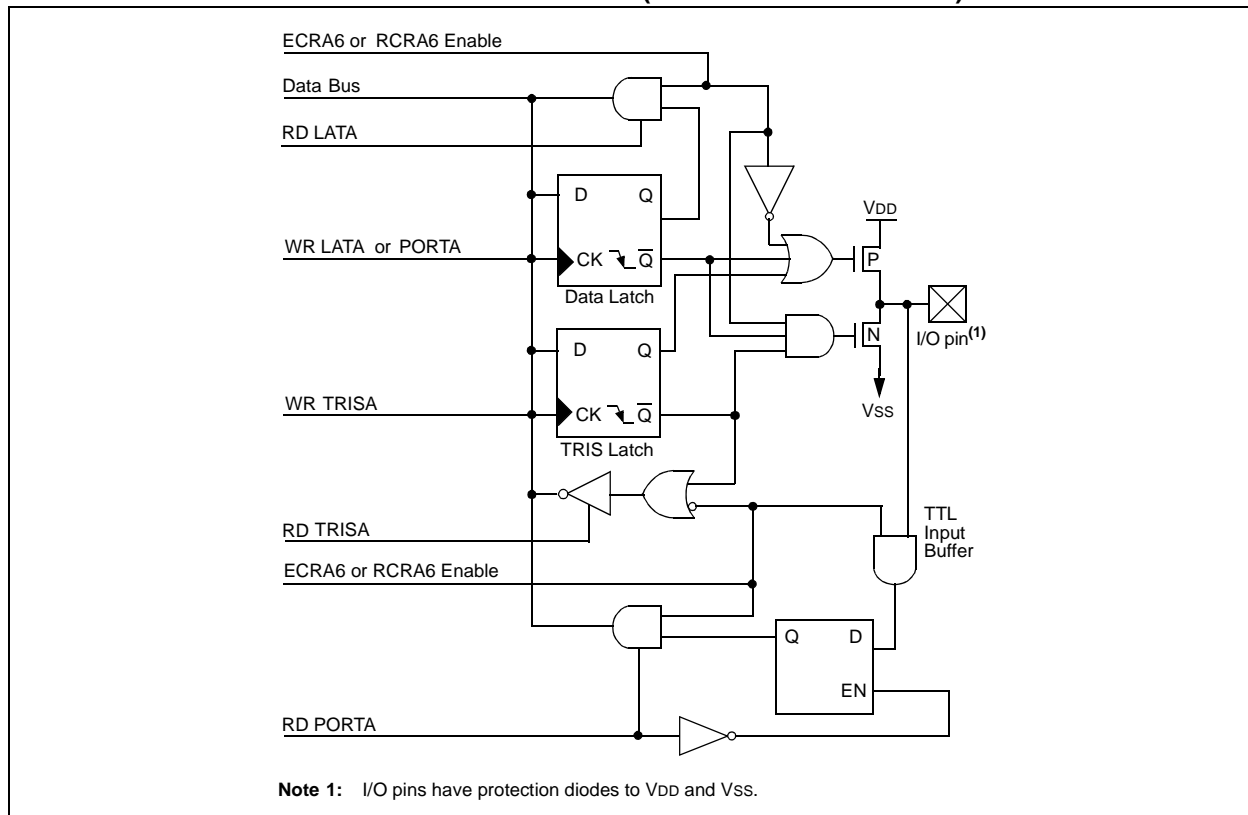 ECRA6 or RCRA6 Enable
Data Bus
RD LATA
D Q
VDD
WR LATA or PORTA
CK Q
P
Data Latch
N
I/O pin(1)
D Q
WR TRISA
CK Q
VSS
TRIS Latch
TTL
Input
Buffer
RD TRISA
ECRA6 or RCRA6 Enable
Q D
EN
RD PORTA
Note 1: I/O pins have protection diodes to VDD and VSS.